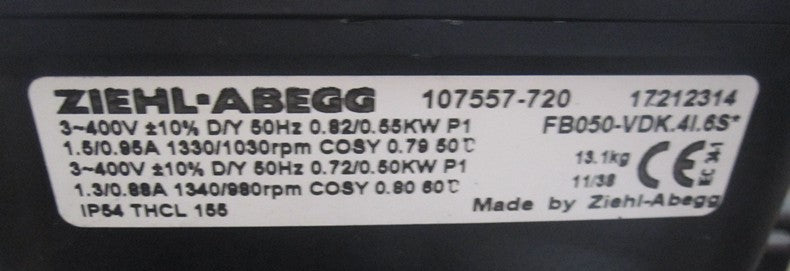 ZIEHL-ABEGG 107557-720 17212314
3~400V ±10% D/Y 50Hz 0.82/0.55KW P1 FB050-VDK.4I.6S*
1.5/0.95A 1330/1030rpm COSY 0.79 50℃ 13.1kg
3~400V ±10% D/Y 50Hz 0.72/0.50KW P1 CE
1.3/0.88A 1340/980rpm COSY 0.80 60℃ 11/38
IP54 THCL 155 Made by Ziehl-Abegg